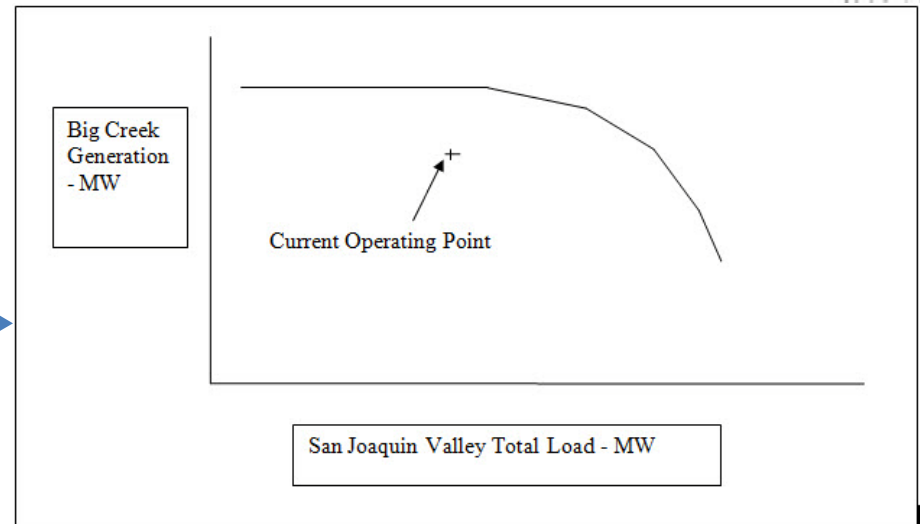 Big Creek
Generation
- MW
Current Operating Point
San Joaquin Valley Total Load - MW